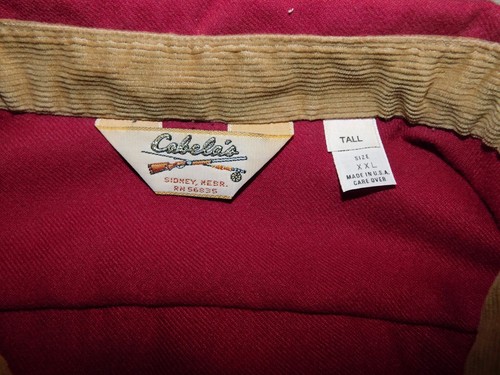 Cabela's
SIDNEY, NEBR.
RN 56835
TALL
SIZE
XXL
MADE IN U.S.A.
CARE OVER